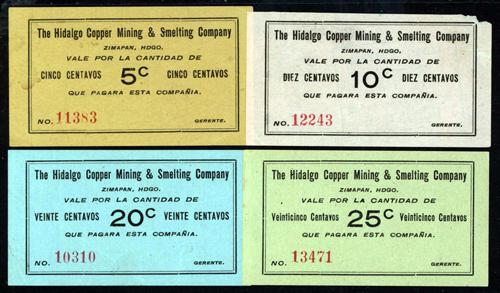 The Hidalgo Copper Mining & Smelting Company
ZIMAPAN, HDGO.
VALE POR LA CANTIDAD DE
CINCO CENTAVOS 5c CINCO CENTAVOS
QUE PAGARA ESTA COMPAÑIA.
NO. 11383 GERENTE.
The Hidalgo Copper Mining & Smelting Company
ZIMAPAN, HDGO.
VALE POR LA CANTIDAD DE
DIEZ CENTAVOS 10c DIEZ CENTAVOS
QUE PAGARA ESTA COMPAÑIA.
NO. 12243 GERENTE.
The Hidalgo Copper Mining & Smelting Company
ZIMAPAN, HDGO.
VALE POR LA CANTIDAD DE
VEINTE CENTAVOS 20c VEINTE CENTAVOS
QUE PAGARA ESTA COMPAÑIA.
NO. 10310 GERENTE.
The Hidalgo Copper Mining & Smelting Company
ZIMAPAN, HDGO.
VALE POR LA CANTIDAD DE
Veinticinco Centavos 25c Veinticinco Centavos
QUE PAGARA ESTA COMPAÑIA.
NO. 13471 GERENTE.